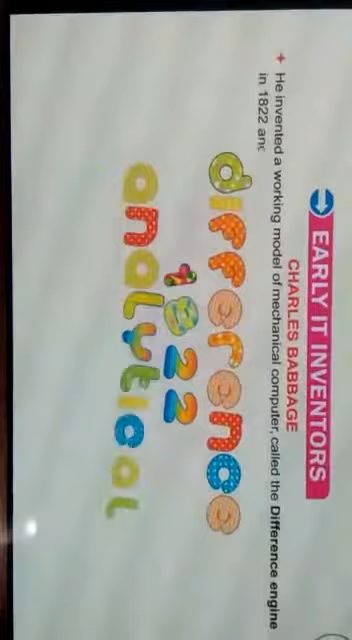 EARLY IT INVENTORS
CHARLES BABBAGE
He invented a working model of mechanical computer, called the Difference engine
in 1822 and
difference
1822
analytical